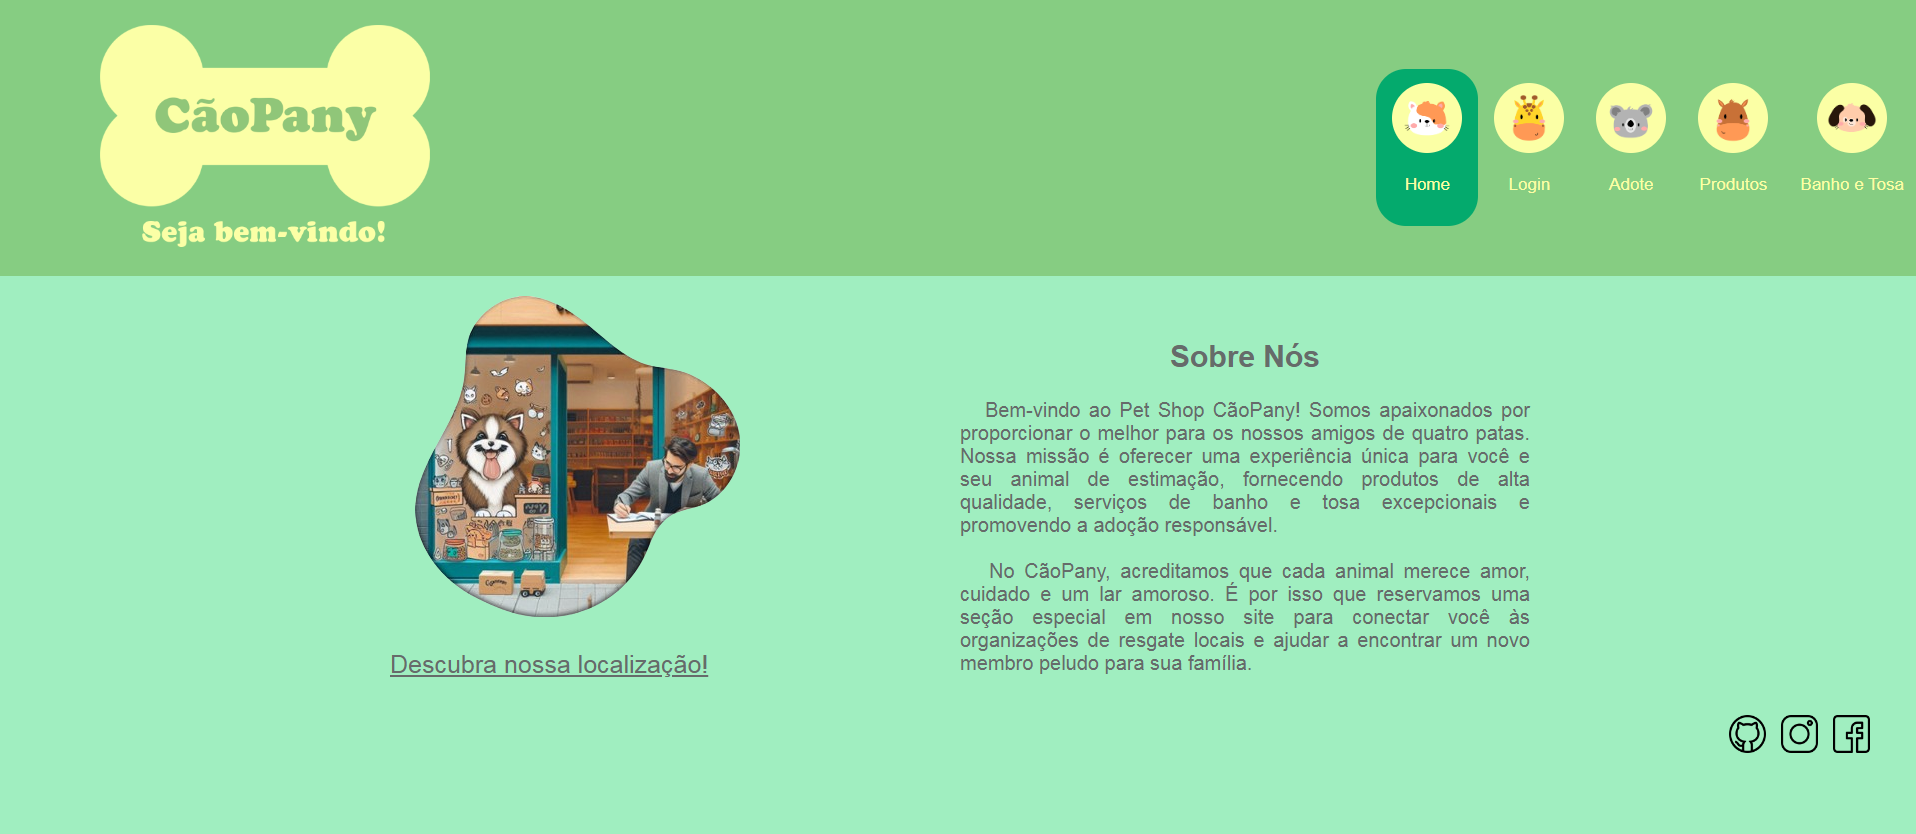 CãoPany
Seja bem-vindo!
Home
Login
Adote
Produtos
Banho e Tosa
Sobre Nós
Bem-vindo ao Pet Shop CãoPany! Somos apaixonados por
proporcionar o melhor para os nossos amigos de quatro patas.
Nossa missão é oferecer uma experiência única para você e
seu animal de estimação, fornecendo produtos de alta
qualidade, serviços de banho e tosa excepcionais e
promovendo a adoção responsável.
No CãoPany, acreditamos que cada animal merece amor,
cuidado e um lar amoroso. É por isso que reservamos uma
seção especial em nosso site para conectar você às
organizações de resgate locais e ajudar a encontrar um novo
membro peludo para sua família.
Descubra nossa localização!